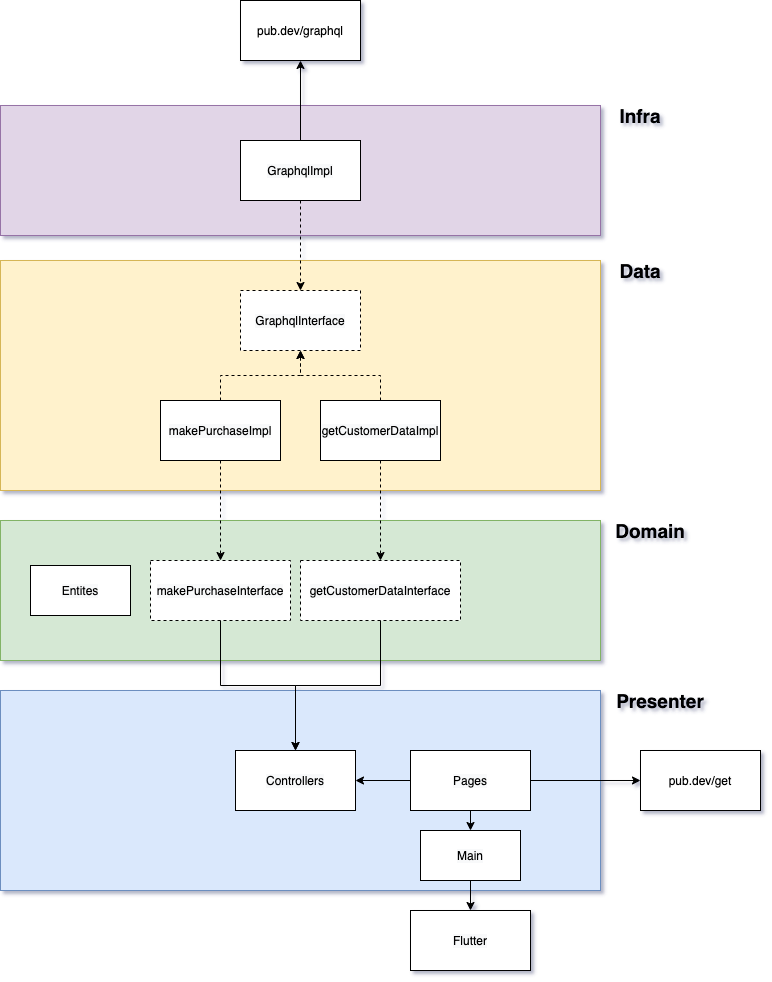 pub.dev/graphql
Infra
GraphqlImpl
Data
GraphqlInterface
makePurchaseImpl
getCustomerDataImpl
Domain
Entites
makePurchaseInterface
getCustomerDataInterface
Presenter
Controllers
Pages
pub.dev/get
Main
Flutter